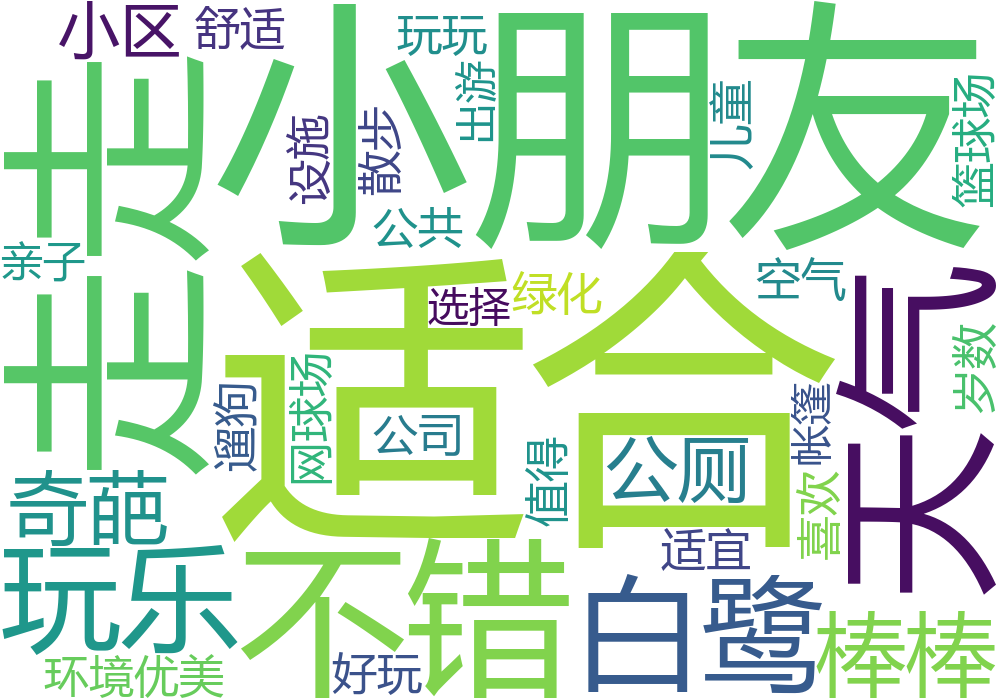 小区
舒适
玩玩
小朋友
走走
出游
儿童
篮球场
设施
散步
公共
亲子
适合
选择
绿化
空气
天气
岁数
遛狗
网球场
公司
值得
公厕
帐篷
喜欢
奇葩
玩乐
不错
适宜
白鹭
棒棒
环境优美
好玩